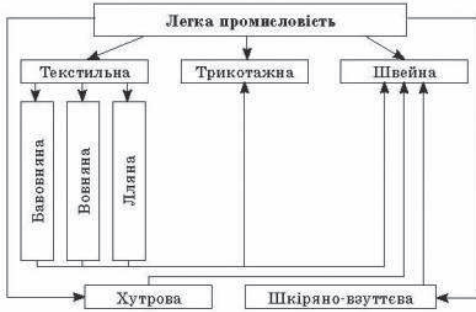 Легка промисловість
Текстильна
Трикотажна
Швейна
Бавовняна
Вовняна
Лляна
Хутрова
Шкіряно-взуттєва